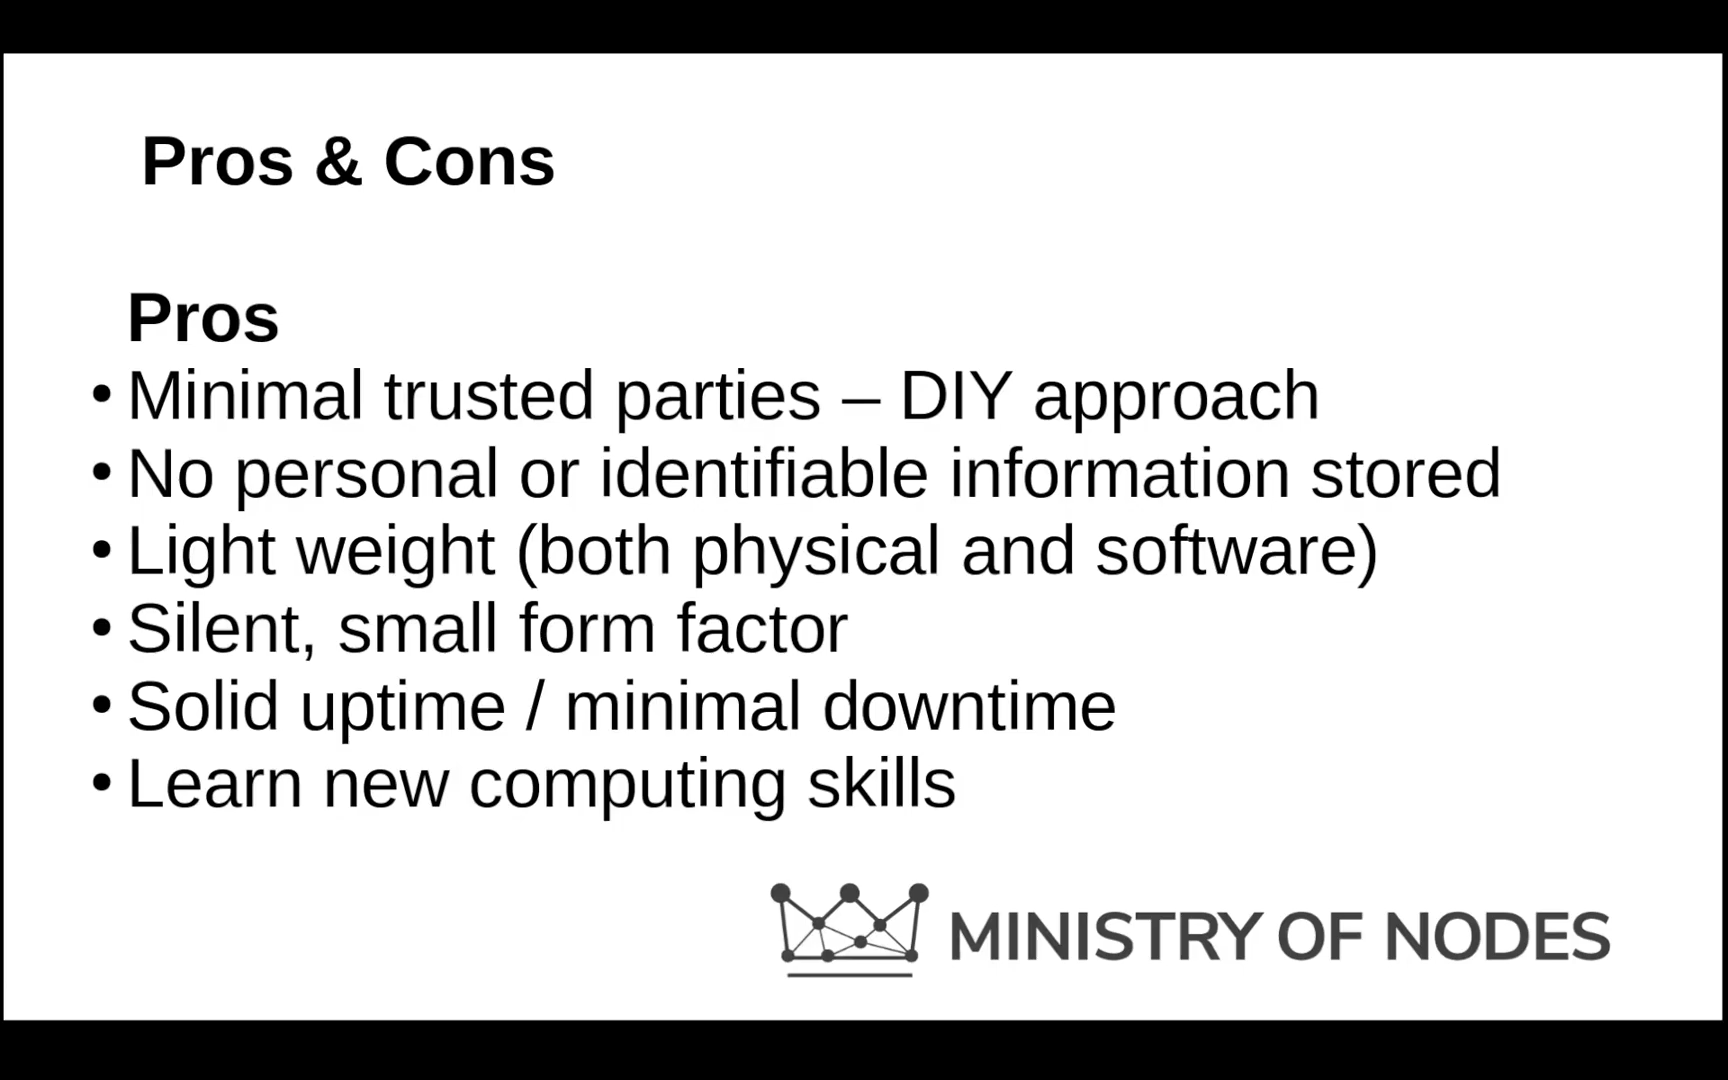 Pros & Cons
Pros
• Minimal trusted parties – DIY approach
• No personal or identifiable information stored
• Light weight (both physical and software)
• Silent, small form factor
• Solid uptime / minimal downtime
• Learn new computing skills
MINISTRY OF NODES